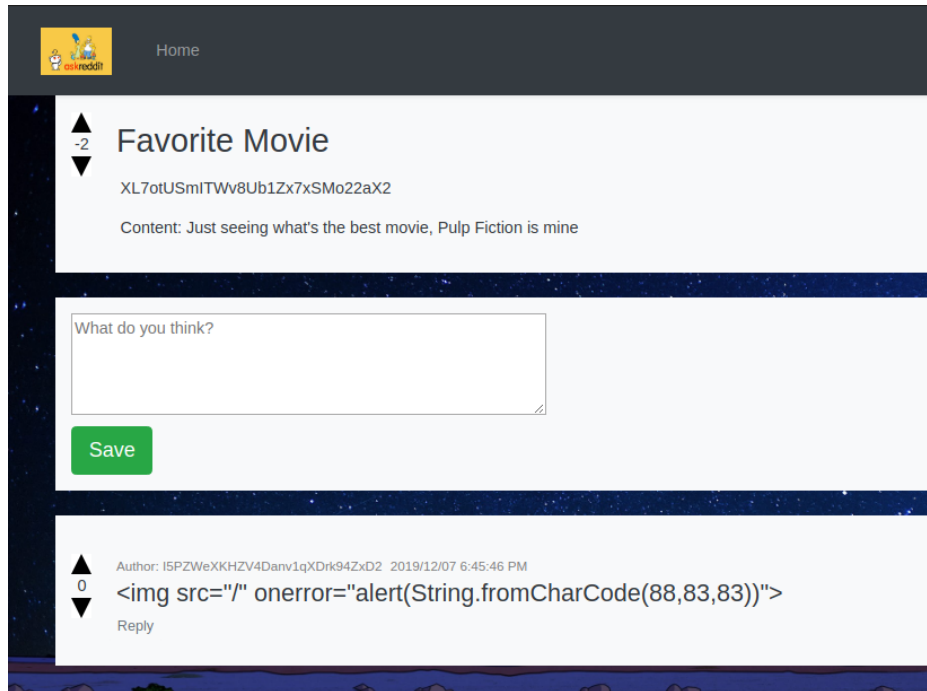 askreddit
Home
-2
Favorite Movie
XL7otUSmITWv8Ub1Zx7xSMo22aX2
Content: Just seeing what's the best movie, Pulp Fiction is mine
What do you think?
Save
Author: I5PZWeXKHZV4Danv1qXDrk94ZxD2 2019/12/07 6:45:46 PM
0
<img src="/" onerror="alert(String.fromCharCode(88,83,83))">
Reply